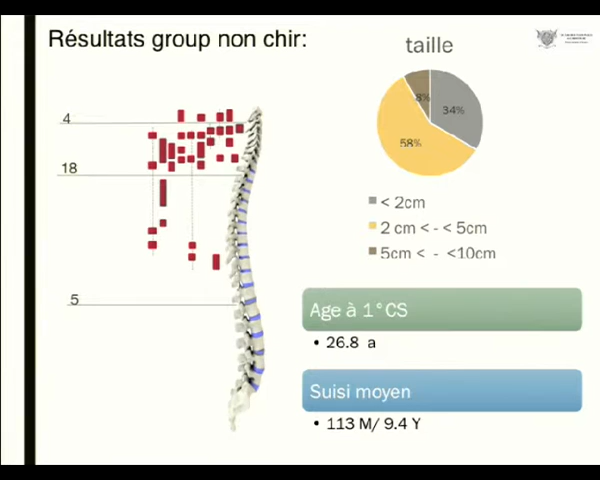 Résultats group non chir:
taille
4
18
5
8%
34%
58%
< 2cm
2 cm < - < 5cm
5cm < - <10cm
Age à 1°CS
• 26.8 a
Suisi moyen
• 113 M/ 9.4 Y